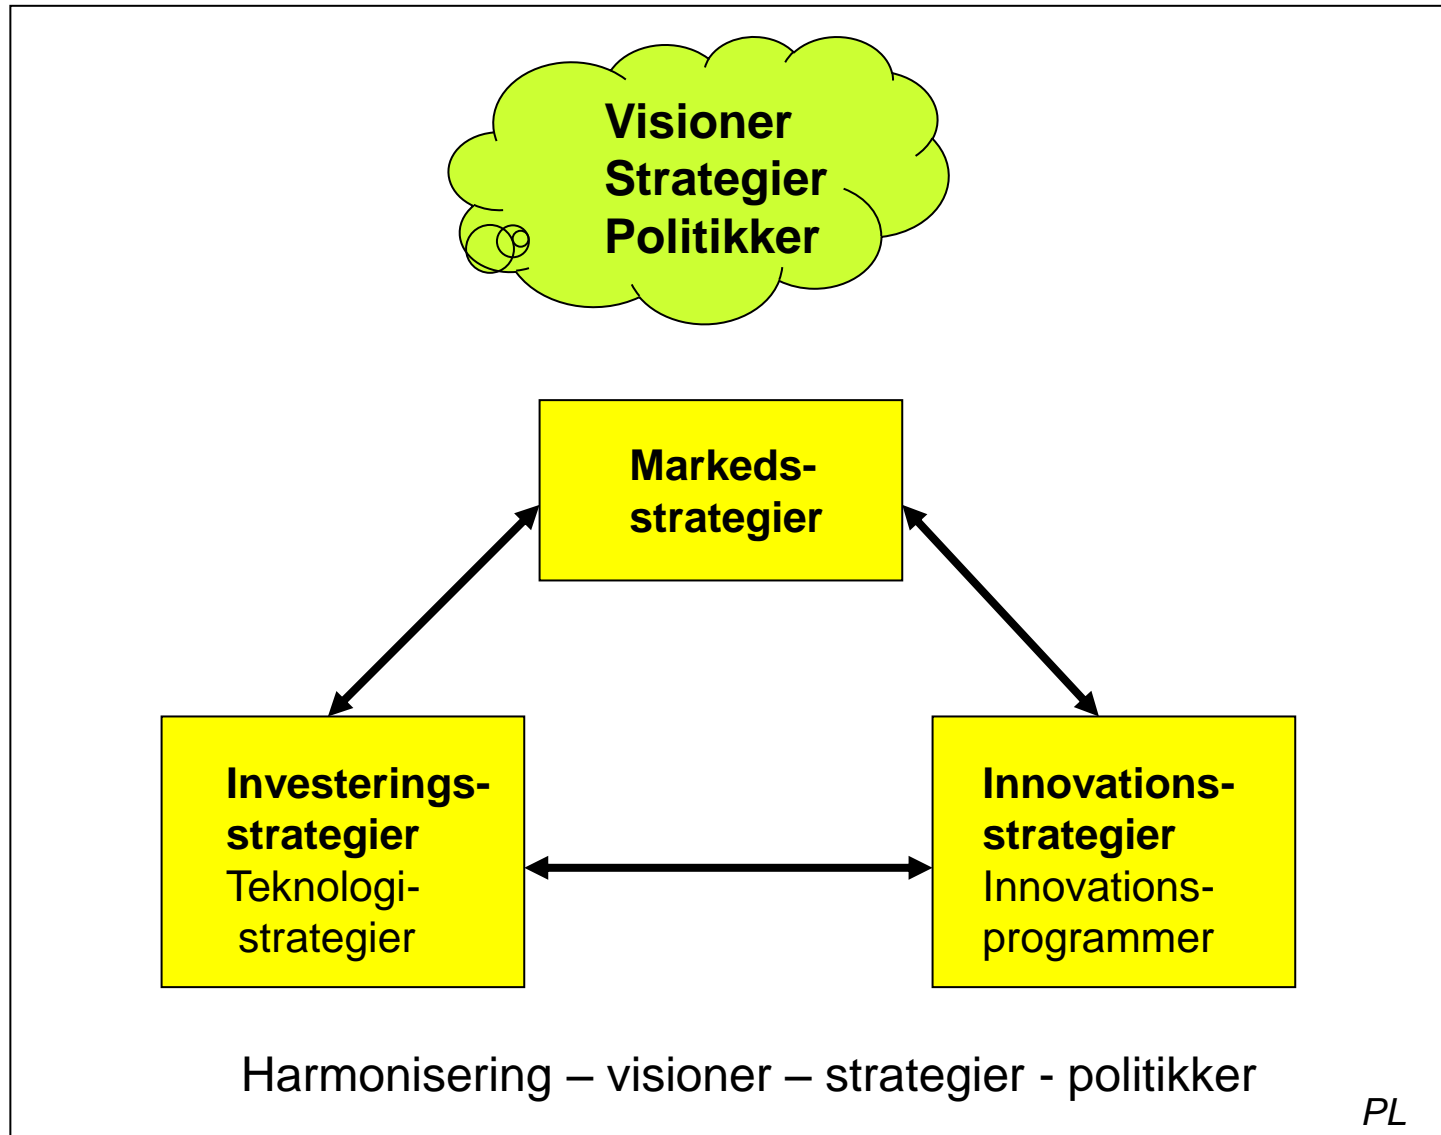 Visioner
Strategier
Politikker
Markeds-
strategier
Investerings-
strategier
Teknologi-
strategier
Innovations-
strategier
Innovations-
programmer
Harmonisering – visioner – strategier - politikker
PL